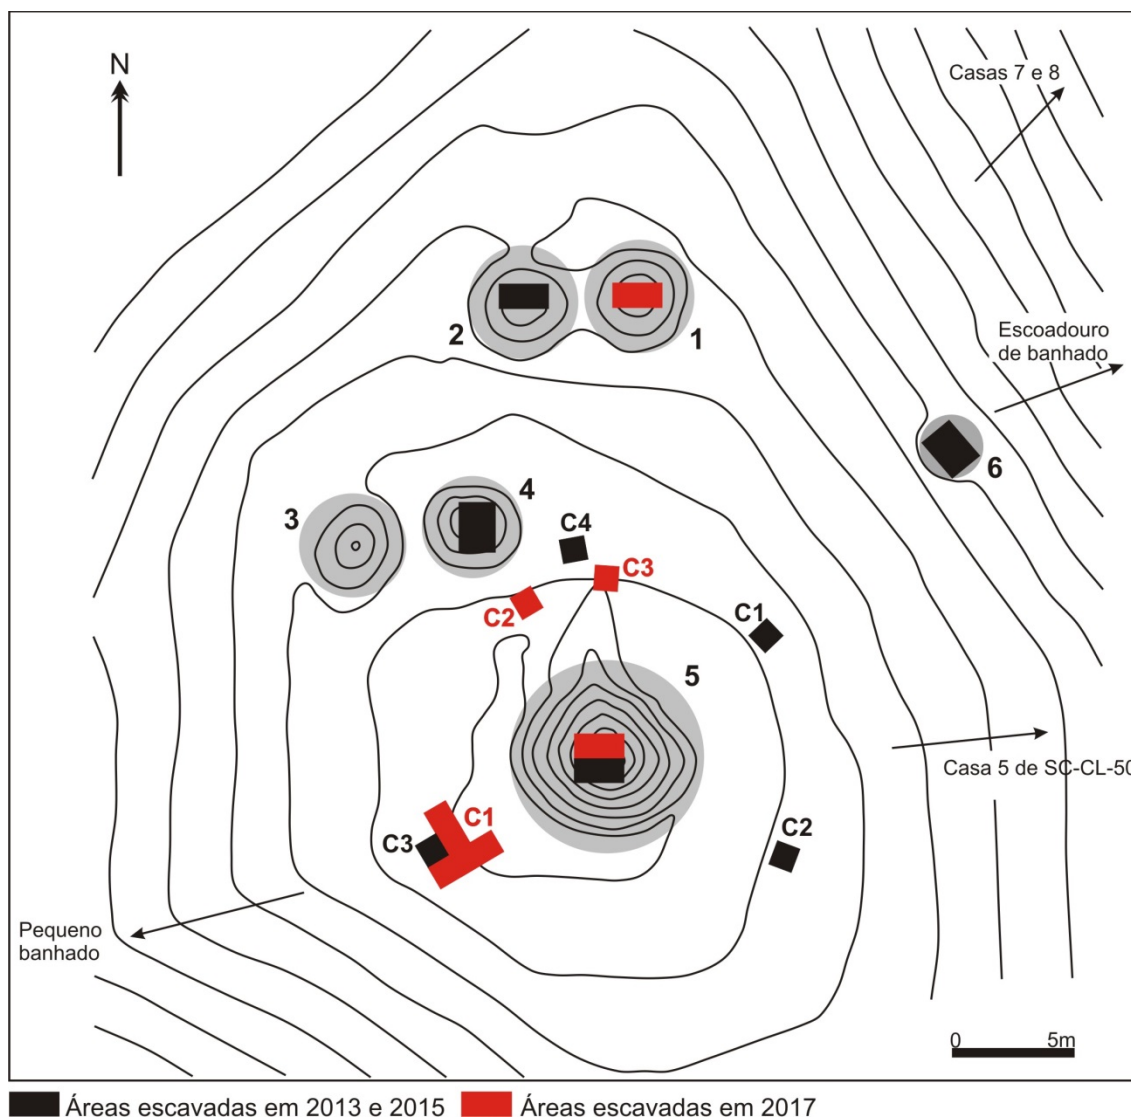 N
Casas 7 e 8
Escoadouro
de banhado
2
1
6
3
4
C4
C3
C2
C1
5
Casa 5 de SC-CL-50
C1
C3
C2
Pequeno
banhado
0 5m
Áreas escavadas em 2013 e 2015
Áreas escavadas em 2017